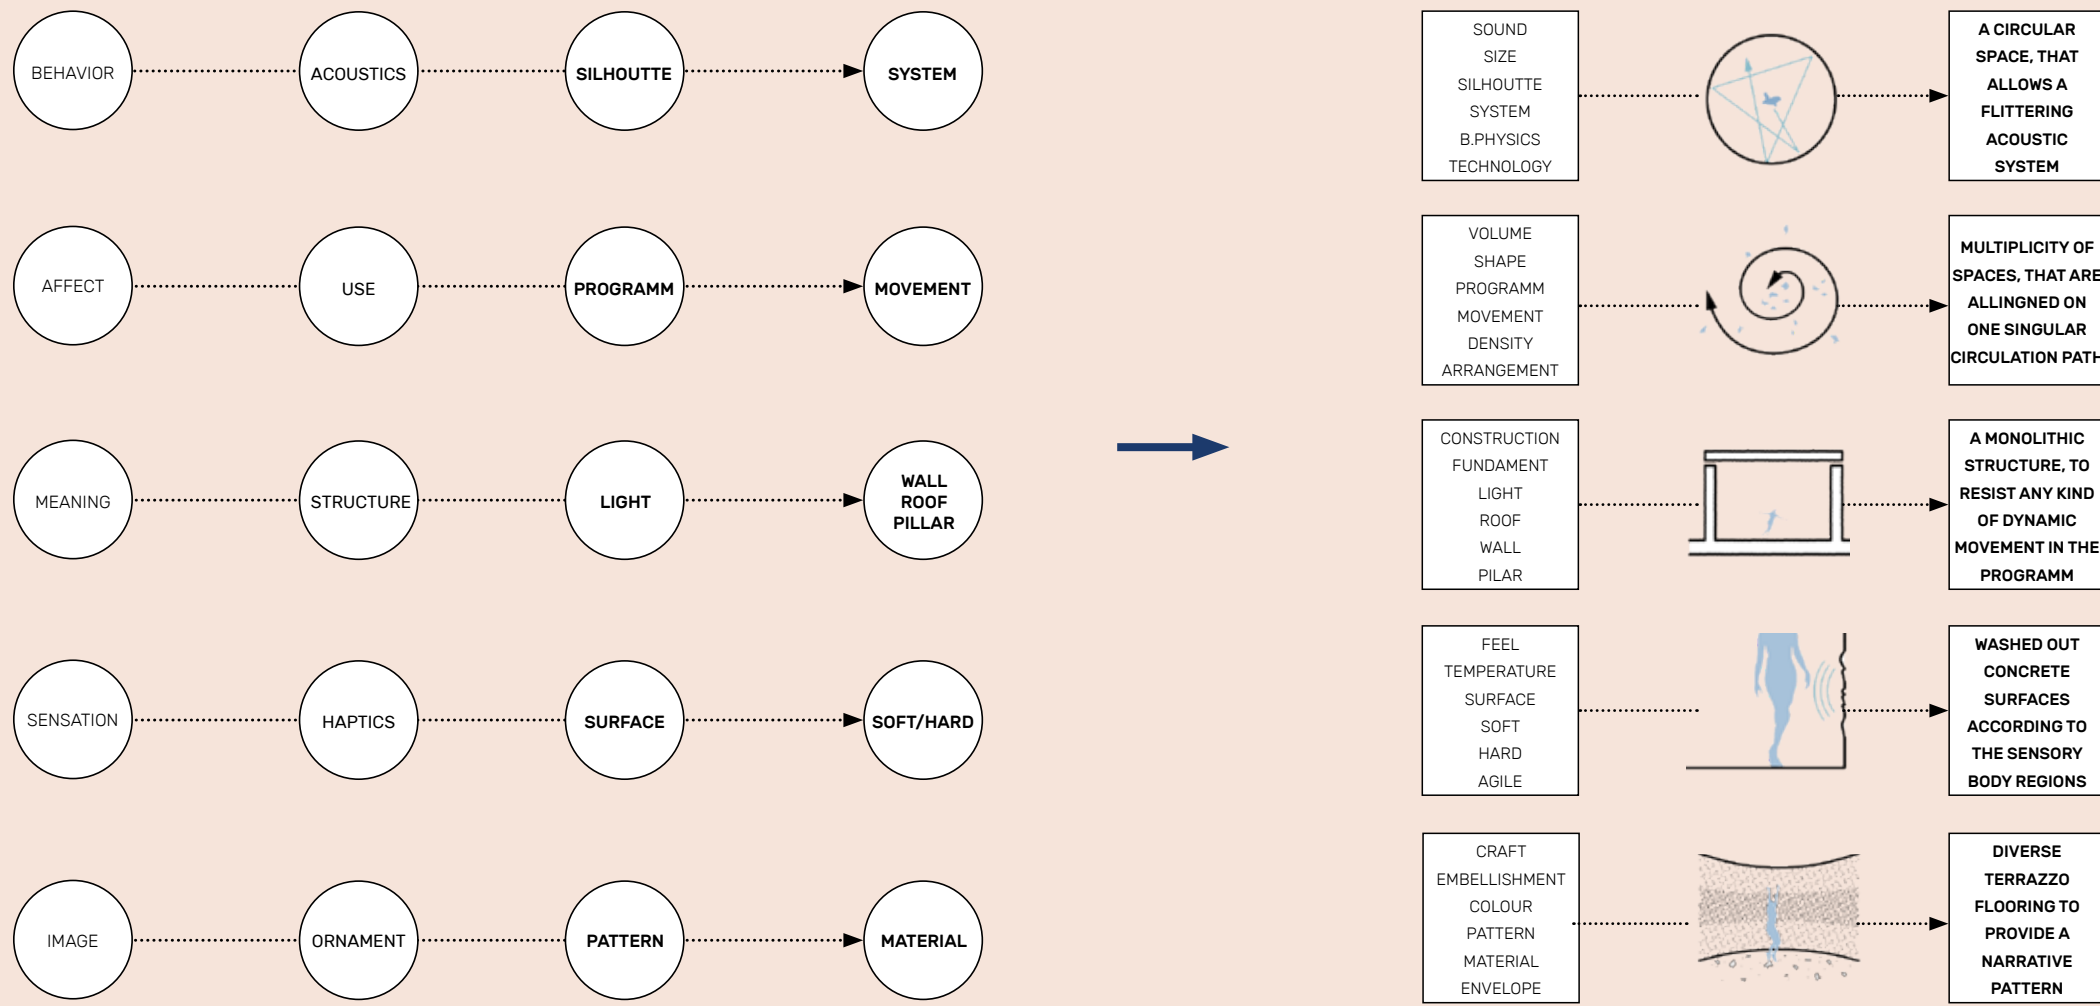 BEHAVIOR
ACOUSTICS
SILHOUTTE
SYSTEM
AFFECT
USE
PROGRAMM
MOVEMENT
MEANING
STRUCTURE
LIGHT
WALL
ROOF
PILLAR
SENSATION
HAPTICS
SURFACE
SOFT/HARD
IMAGE
ORNAMENT
PATTERN
MATERIAL
SOUND
SIZE
SILHOUTTE
SYSTEM
B.PHYSICS
TECHNOLOGY
A CIRCULAR
SPACE, THAT
ALLOWS A
FLITTERING
ACOUSTIC
SYSTEM
VOLUME
SHAPE
PROGRAMM
MOVEMENT
DENSITY
ARRANGEMENT
MULTIPLICITY OF
SPACES, THAT ARE
ALLINGNED ON
ONE SINGULAR
CIRCULATION PATH
CONSTRUCTION
FUNDAMENT
LIGHT
ROOF
WALL
PILAR
A MONOLITHIC
STRUCTURE, TO
RESIST ANY KIND
OF DYNAMIC
MOVEMENT IN THE
PROGRAMM
FEEL
TEMPERATURE
SURFACE
SOFT
HARD
AGILE
WASHED OUT
CONCRETE
SURFACES
ACCORDING TO
THE SENSORY
BODY REGIONS
CRAFT
EMBELLISHMENT
COLOUR
PATTERN
MATERIAL
ENVELOPE
DIVERSE
TERRAZZO
FLOORING TO
PROVIDE A
NARRATIVE
PATTERN